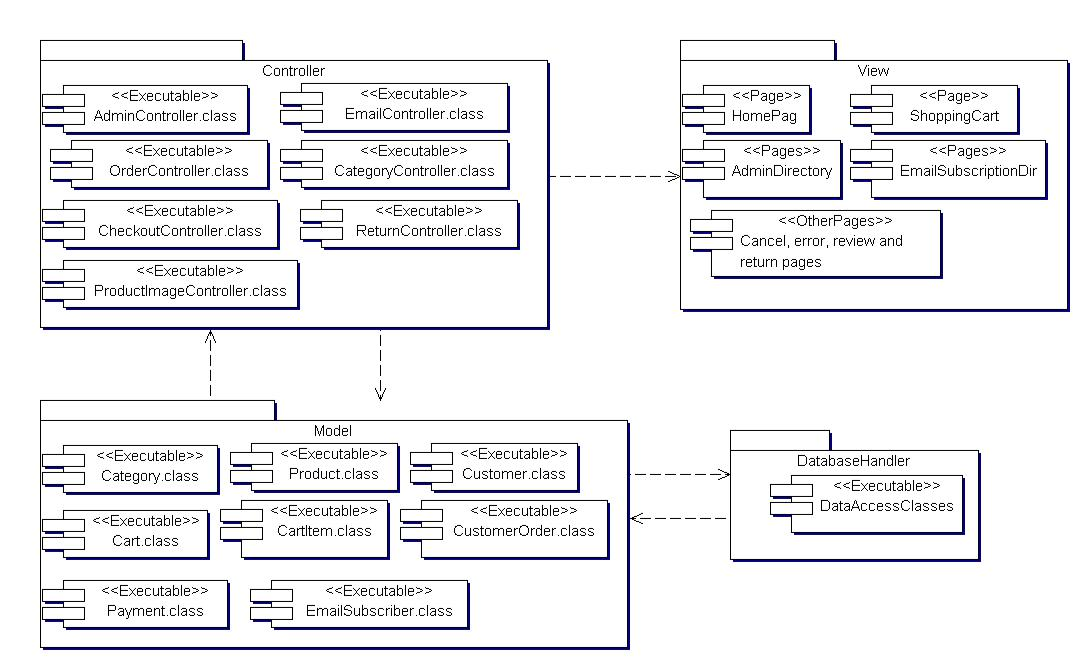 Controller
<<Executable>>
AdminController.class
<<Executable>>
EmailController.class
<<Executable>>
OrderController.class
<<Executable>>
CategoryController.class
<<Executable>>
CheckoutController.class
<<Executable>>
ReturnController.class
<<Executable>>
ProductImageController.class
View
<<Page>>
HomePag
<<Page>>
ShoppingCart
<<Pages>>
AdminDirectory
<<Pages>>
EmailSubscriptionDir
<<OtherPages>>
Cancel, error, review and
return pages
Model
<<Executable>>
Category.class
<<Executable>>
Product.class
<<Executable>>
Customer.class
<<Executable>>
Cart.class
<<Executable>>
CartItem.class
<<Executable>>
CustomerOrder.class
<<Executable>>
Payment.class
<<Executable>>
EmailSubscriber.class
DatabaseHandler
<<Executable>>
DataAccessClasses